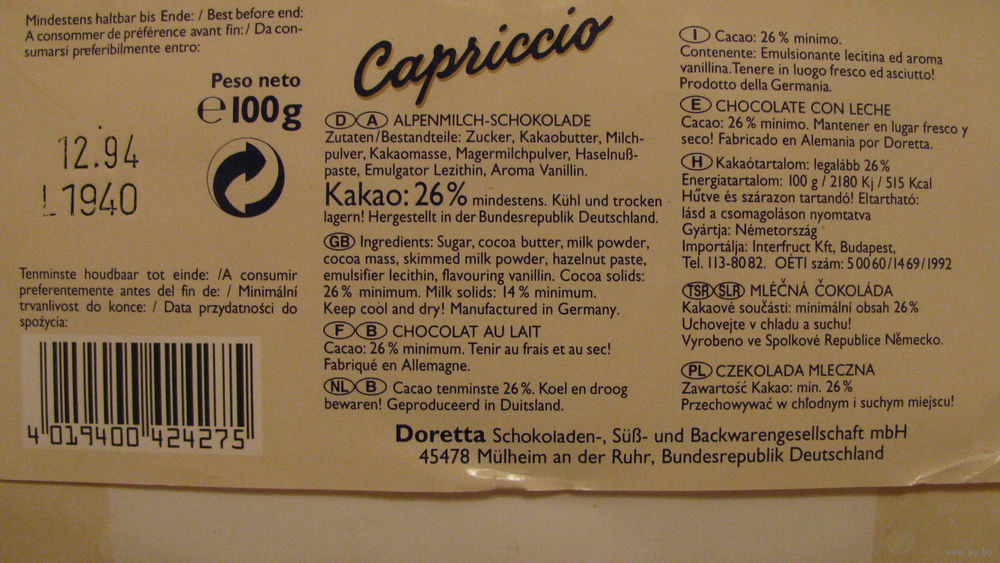 Mindestens haltbar bis Ende: / Best before end:
A consommer de préférence avant fin: / Da con-
sumarsi preferibilmente entro:
Peso neto
℮ 100g
12.94
L 1940
Tenminste houdbaar tot einde: /A consumir
preferentemente antes del fin de: / Minimální
trvanlivost do konce: / Data przydatności do
spożycia:
4 019400 424275
Capriccio
D A ALPENMILCH-SCHOKOLADE
Zutaten/Bestandteile: Zucker, Kakaobutter, Milch-
pulver, Kakaomasse, Magermilchpulver, Haselnuß-
paste, Emulgator Lezithin, Aroma Vanillin.
Kakao: 26% mindestens. Kühl und trocken
lagern! Hergestellt in der Bundesrepublik Deutschland.
GB Ingredients: Sugar, cocoa butter, milk powder,
cocoa mass, skimmed milk powder, hazelnut paste,
emulsifier lecithin, flavouring vanillin. Cocoa solids:
26% minimum. Milk solids: 14% minimum.
Keep cool and dry! Manufactured in Germany.
F B CHOCOLAT AU LAIT
Cacao: 26% minimum. Tenir au frais et au sec!
Fabriqué en Allemagne.
NL B Cacao tenminste 26%. Koel en droog
bewaren! Geproduceerd in Duitsland.
I Cacao: 26% minimo.
Contenente: Emulsionante lecitina ed aroma
vanillina. Tenere in luogo fresco ed asciutto!
Prodotto della Germania.
E CHOCOLATE CON LECHE
Cacao: 26% mínimo. Mantener en lugar fresco y
seco! Fabricado en Alemania por Doretta.
H Kakaótartalom: legalább 26%
Energiatartalom: 100 g / 2180 Kj / 515 Kcal
Hűtve és szárazon tartandó! Eltartható:
lásd a csomagoláson nyomtatva
Gyártja: Németország
Importálja: Interfruct Kft, Budapest,
Tel. 113-8082. OÉTI szám: 50060/1469/1992
TSR SLR MLÉČNÁ ČOKOLÁDA
Kakaové součásti: minimální obsah 26%
Uchovejte v chladu a suchu!
Vyrobeno ve Spolkové Republice Německo.
PL CZEKOLADA MLECZNA
Zawartość Kakao: min. 26%
Przechowywać w chłodnym i suchym miejscu!
Doretta Schokoladen-, Süß- und Backwarengesellschaft mbH
45478 Mülheim an der Ruhr, Bundesrepublik Deutschland
www.ay.by